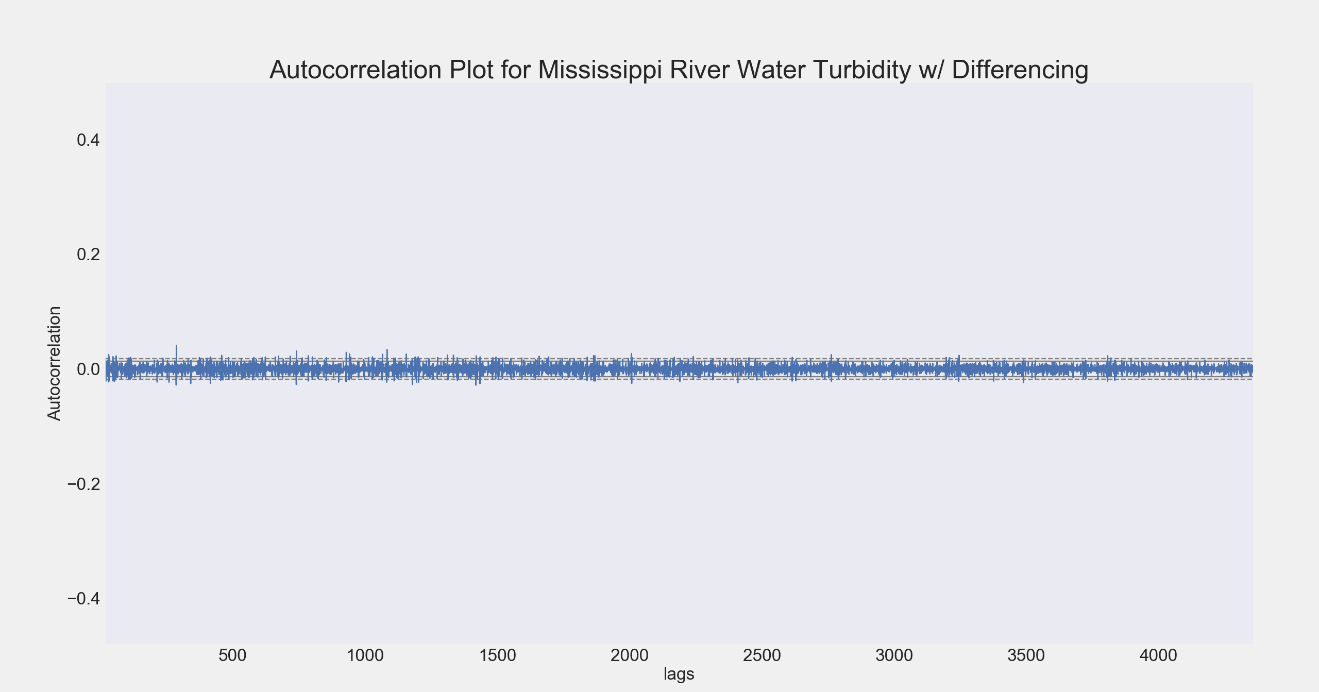 Autocorrelation Plot for Mississippi River Water Turbidity w/ Differencing
0.4
0.2
0.0
−0.2
−0.4
Autocorrelation
500 1000 1500 2000 2500 3000 3500 4000
lags